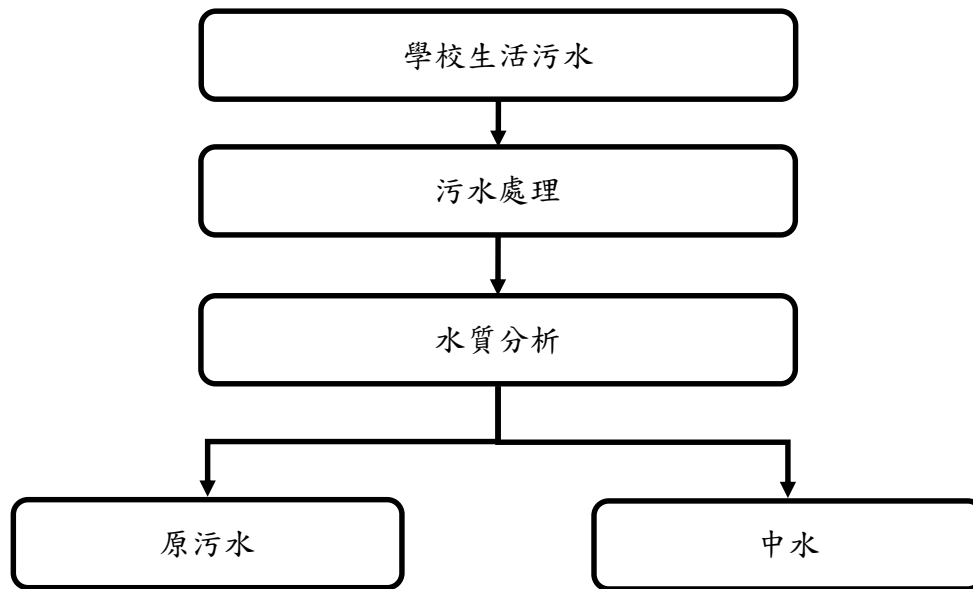 學校生活污水
污水處理
水質分析
原污水
中水